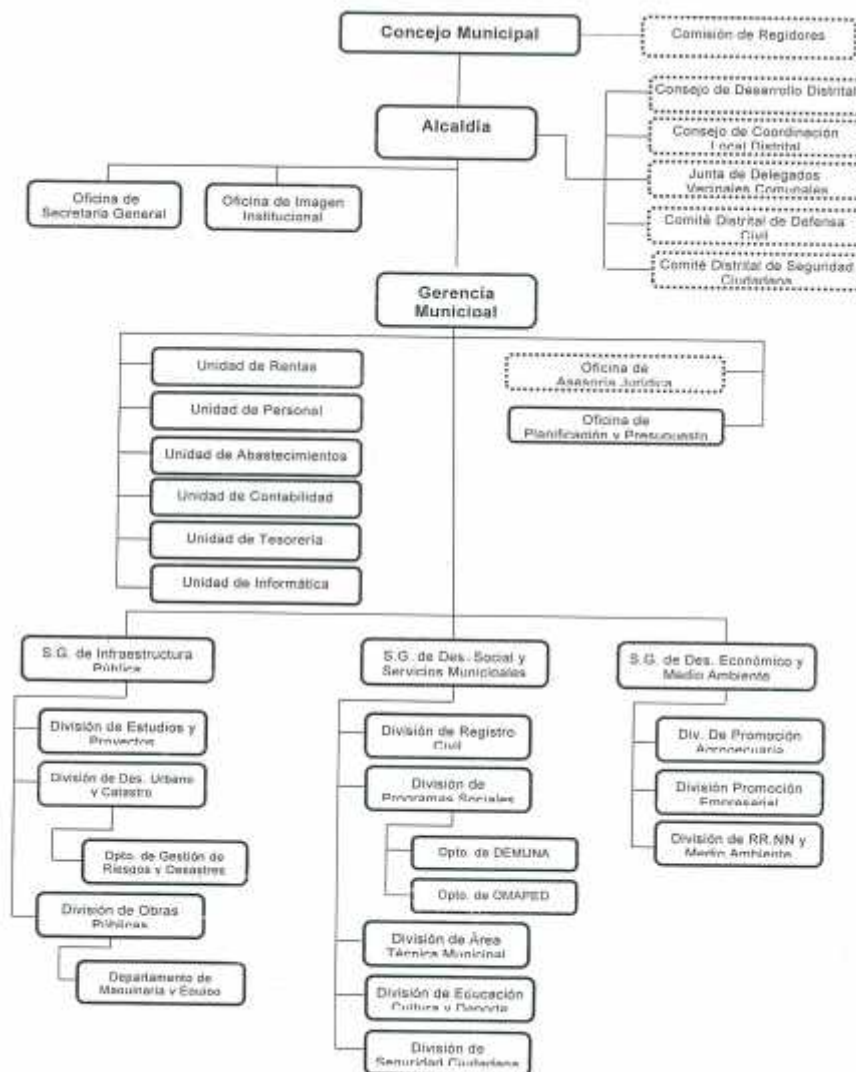 Concejo Municipal
Comisión de Regidores
Alcaldía
Consejo de Desarrollo Distrital
Consejo de Coordinación
Local Distrital
Junta de Delegados
Vecinales Comunales
Comité Distrital de Defensa
Civil
Comité Distrital de Seguridad
Ciudadana
Oficina de
Secretaría General
Oficina de Imagen
Institucional
Gerencia
Municipal
Unidad de Rentas
Unidad de Personal
Unidad de Abastecimientos
Unidad de Contabilidad
Unidad de Tesorería
Unidad de Informática
Oficina de
Asesoría Jurídica
Oficina de
Planificación y Presupuesto
S.G. de Infraestructura
Pública
División de Estudios y
Proyectos
División de Des. Urbano
y Catastro
Dpto. de Gestión de
Riesgos y Desastres
División de Obras
Públicas
Departamento de
Maquinaria y Equipo
S.G. de Des. Social y
Servicios Municipales
División de Registro
Civil
División de
Programas Sociales
Dpto. de DEMUNA
Dpto. de OMAPED
División de Área
Técnica Municipal
División de Educación
Cultura y Deporte
División de
Seguridad Ciudadana
S.G. de Des. Económico y
Medio Ambiente
Div. De Promoción
Agropecuaria
División Promoción
Empresarial
División de RR.NN y
Medio Ambiente